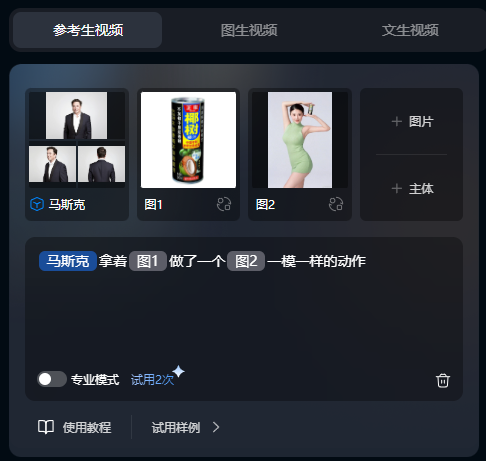 参考生视频
图生视频
文生视频
椰树
马斯克
图1
图2
+ 图片
+ 主体
马斯克 拿着 图1 做了一个 图2 一模一样的动作
专业模式 试用2次
使用教程
试用样例 >